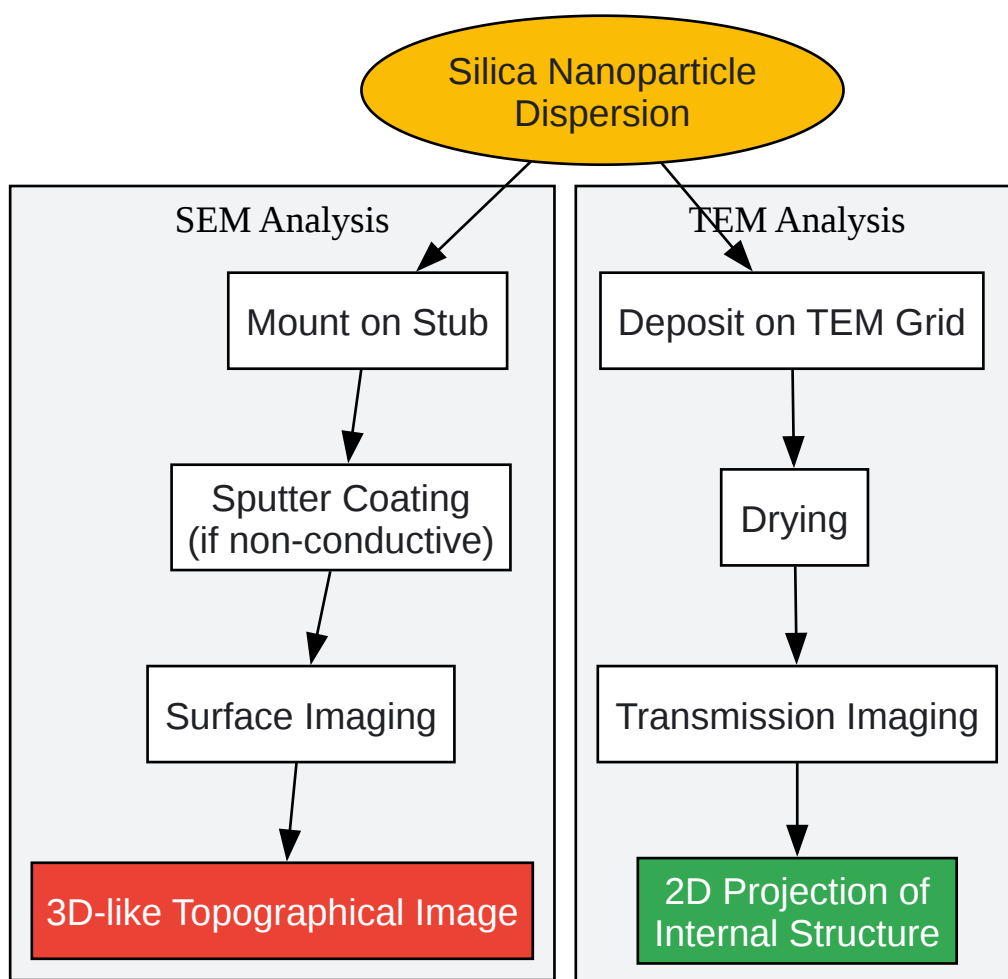 Silica Nanoparticle
Dispersion
SEM Analysis
Mount on Stub
Sputter Coating
(if non-conductive)
Surface Imaging
3D-like Topographical Image
TEM Analysis
Deposit on TEM Grid
Drying
Transmission Imaging
2D Projection of
Internal Structure